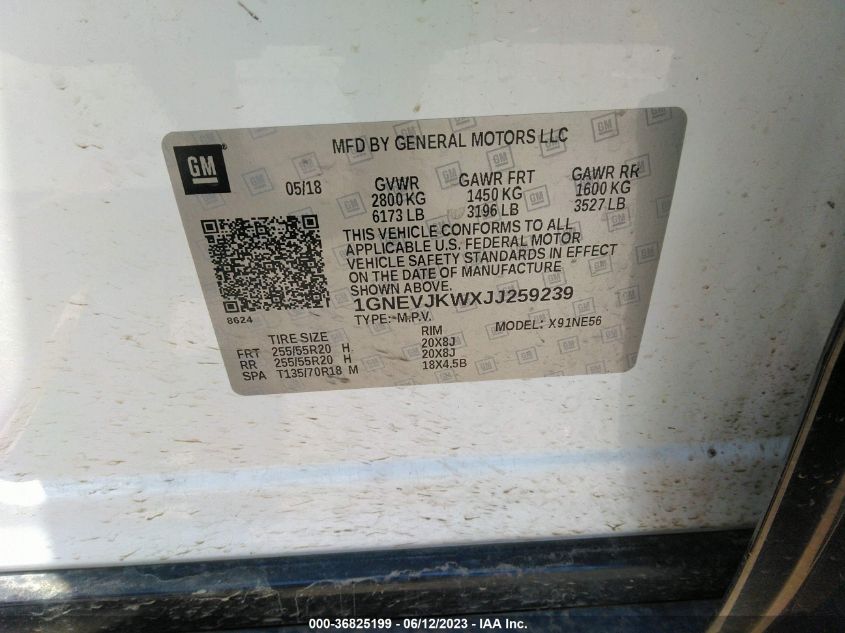 MFD BY GENERAL MOTORS LLC
GM
05/18 GVWR GAWR FRT GAWR RR
2800 KG 1450 KG 1600 KG
6173 LB 3196 LB 3527 LB
THIS VEHICLE CONFORMS TO ALL
APPLICABLE U.S. FEDERAL MOTOR
VEHICLE SAFETY STANDARDS IN EFFECT
ON THE DATE OF MANUFACTURE
SHOWN ABOVE.
1GNEVJKWXJJ259239
8624
TYPE: M.P.V. MODEL: X91NE56
TIRE SIZE RIM
FRT 255/55R20 H 20X8J
RR 255/55R20 H 20X8J
SPA T135/70R18 M 18X4.5B
000-36825199 - 06/12/2023 - IAA Inc.